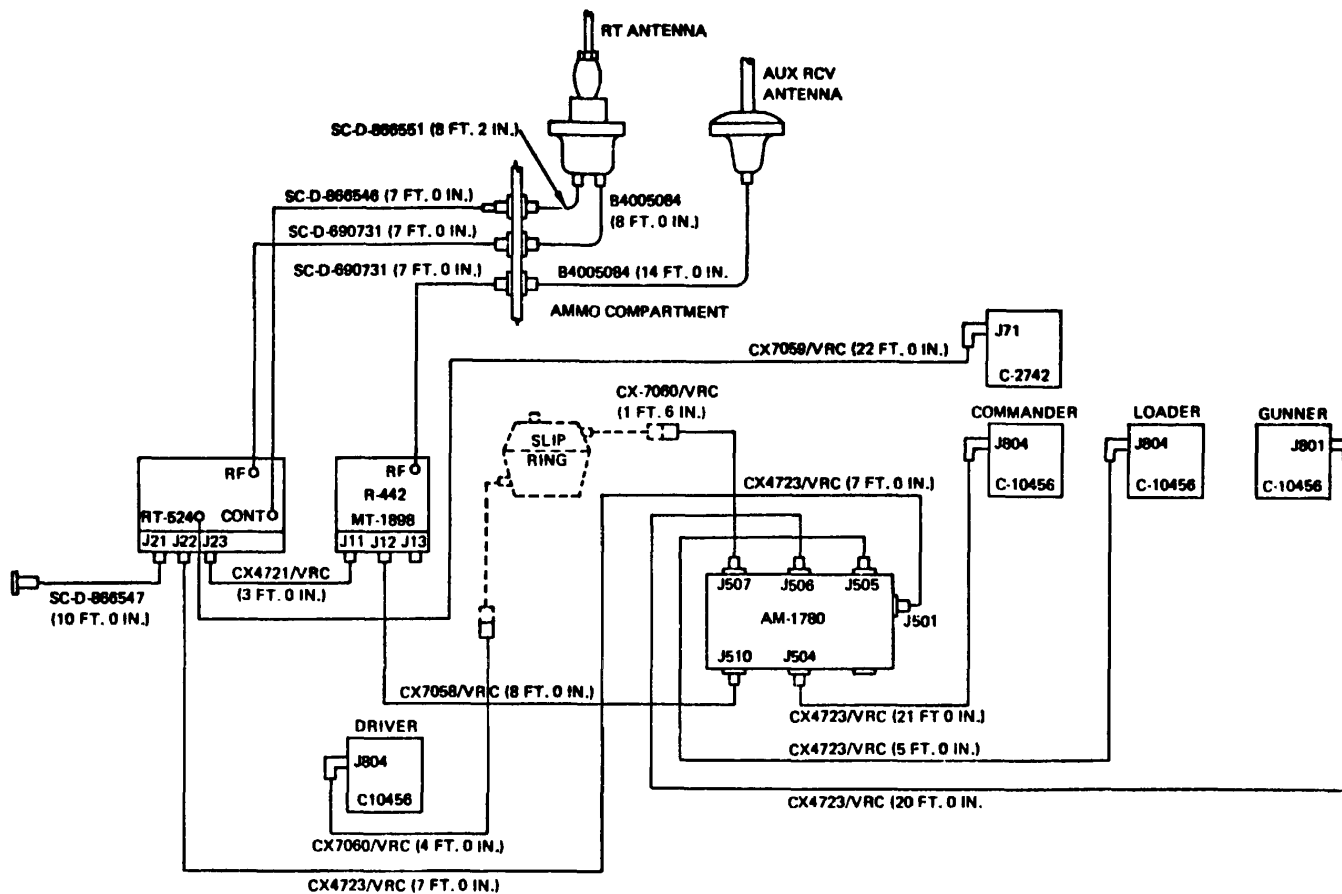 RT ANTENNA
AUX RCV
ANTENNA
SC-D-866551 (8 FT. 2 IN.)
SC-D-866546 (7 FT. 0 IN.)
B4005084
(8 FT. 0 IN.)
SC-D-690731 (7 FT. 0 IN.)
SC-D-690731 (7 FT. 0 IN.)
B4005084 (14 FT. 0 IN.
AMMO COMPARTMENT
CX7059/VRC (22 FT. 0 IN.)
J71
C-2742
CX-7060/VRC
(1 FT. 6 IN.)
COMMANDER
LOADER
GUNNER
J804
J804
J801
C-10456
C-10456
C-10456
SLIP
RING
RF
RF
R-442
MT-1898
RT-524
CONT
J21
J22
J23
J11
J12
J13
CX4723/VRC (7 FT. 0 IN.)
CX4721/VRC
(3 FT. 0 IN.)
SC-D-866547
(10 FT. 0 IN.)
J507
J506
J505
AM-1780
J501
J510
J504
CX7058/VRC (8 FT. 0 IN.)
CX4723/VRC (21 FT 0 IN.)
DRIVER
CX4723/VRC (5 FT. 0 IN.)
J804
C10456
CX4723/VRC (20 FT. 0 IN.
CX7060/VRC (4 FT. 0 IN.)
CX4723/VRC (7 FT. 0 IN.)